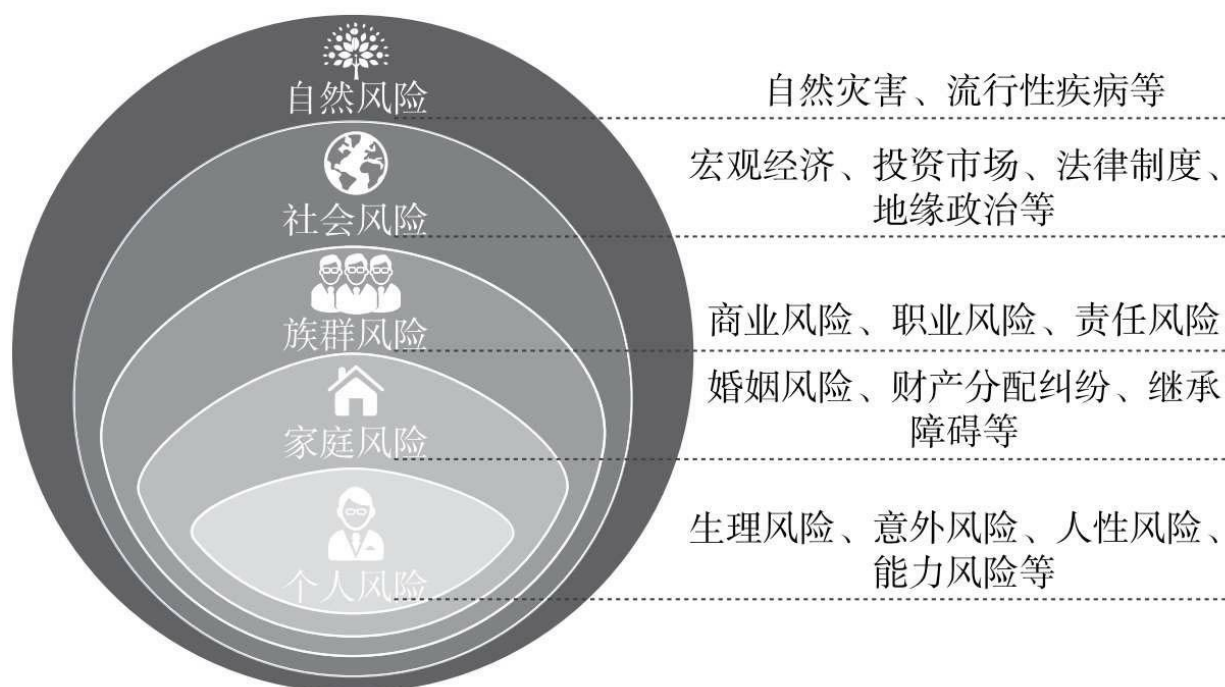 自然风险
自然灾害、流行性疾病等
社会风险
宏观经济、投资市场、法律制度、
地缘政治等
族群风险
商业风险、职业风险、责任风险
家庭风险
婚姻风险、财产分配纠纷、继承
障碍等
个人风险
生理风险、意外风险、人性风险、
能力风险等